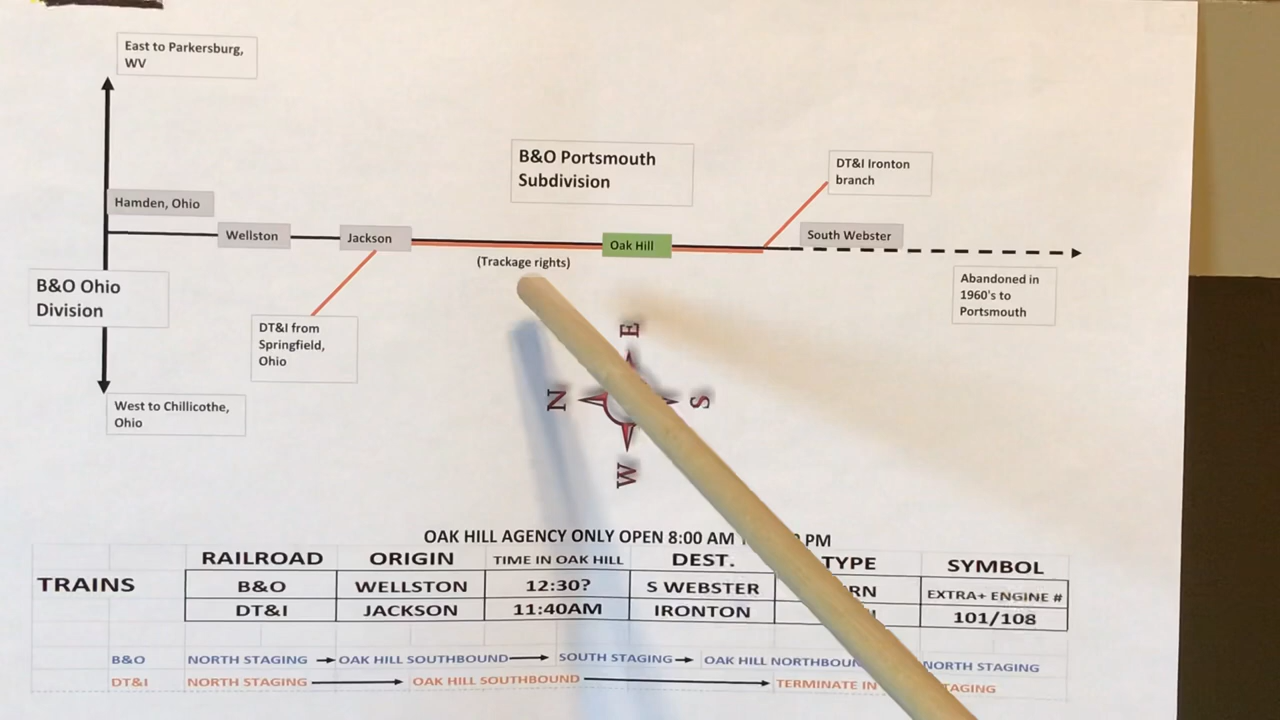 East to Parkersburg,
WV
B&O Portsmouth
Subdivision
DT&I Ironton
branch
Hamden, Ohio
Wellston
Jackson
Oak Hill
South Webster
(Trackage rights)
B&O Ohio
Division
Abandoned in
1960's to
Portsmouth
DT&I from
Springfield,
Ohio
West to Chillicothe,
Ohio
E
N
S
W
OAK HILL AGENCY ONLY OPEN 8:00 AM PM
RAILROAD ORIGIN TIME IN OAK HILL DEST. TYPE SYMBOL
TRAINS B&O WELLSTON 12:30? S WEBSTER EXTRA+ ENGINE #
DT&I JACKSON 11:40AM IRONTON 101/108
B&O NORTH STAGING OAK HILL SOUTHBOUND SOUTH STAGING OAK HILL NORTH STAGING
DT&I NORTH STAGING OAK HILL SOUTHBOUND TERMINATE IN